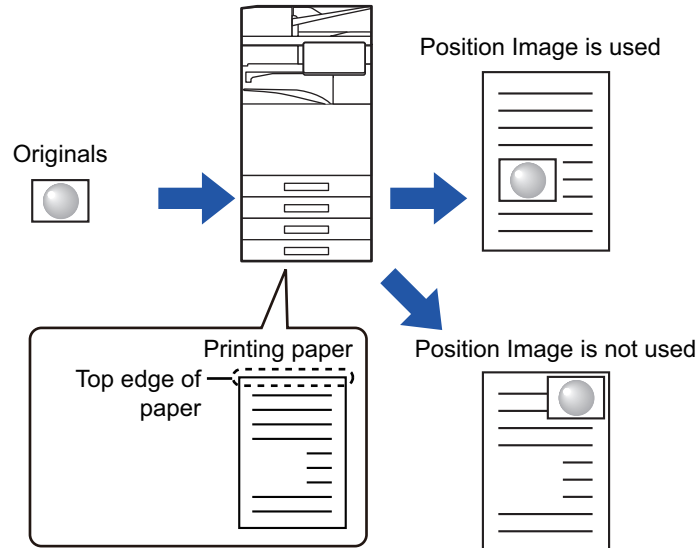 Position Image is used
Originals
Printing paper
Top edge of
paper
Position Image is not used